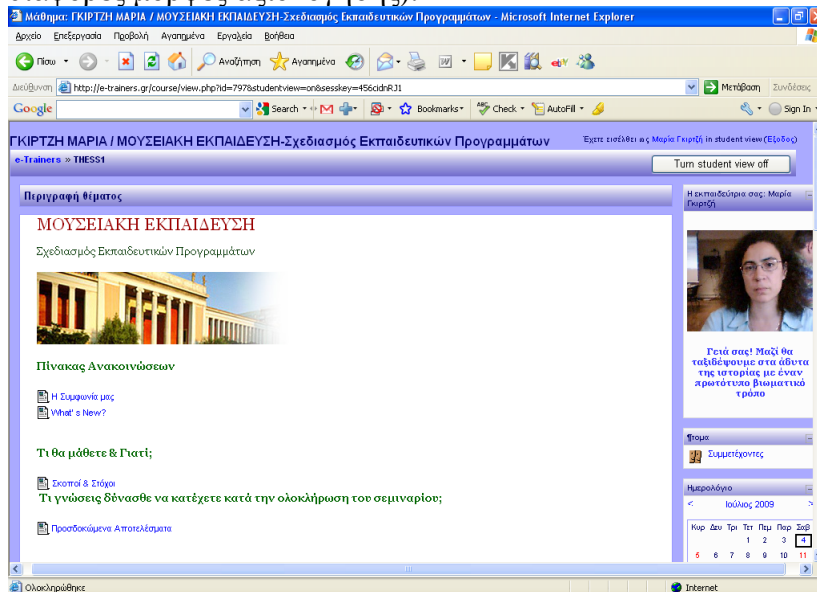 Μάθημα: ΓΚΙΡΤΖΗ ΜΑΡΙΑ / ΜΟΥΣΕΙΑΚΗ ΕΚΠΑΙΔΕΥΣΗ-Σχεδιασμός Εκπαιδευτικών Προγραμμάτων - Microsoft Internet Explorer
Αρχείο Επεξεργασία Προβολή Αγαπημένα Εργαλεία Βοήθεια
Πίσω Αναζήτηση Αγαπημένα
Διεύθυνση http://e-trainers.gr/course/view.php?id=797&studentview=on&sesskey=456cidnRJ1 Μετάβαση Συνδέσεις
Google Search Bookmarks Check AutoFill Sign In
ΓΚΙΡΤΖΗ ΜΑΡΙΑ / ΜΟΥΣΕΙΑΚΗ ΕΚΠΑΙΔΕΥΣΗ-Σχεδιασμός Εκπαιδευτικών Προγραμμάτων Έχετε εισέλθει ως Μαρία Γκιρτζή in student view (Έξοδος)
e-Trainers » THESS1 Turn student view off
Περιγραφή θέματος
ΜΟΥΣΕΙΑΚΗ ΕΚΠΑΙΔΕΥΣΗ
Σχεδιασμός Εκπαιδευτικών Προγραμμάτων
Πίνακας Ανακοινώσεων
Η Συμφωνία μας
What' s New?
Τι θα μάθετε & Γιατί;
Σκοποί & Στόχοι
Τι γνώσεις δύνασθε να κατέχετε κατά την ολοκλήρωση του σεμιναρίου;
Προσδοκώμενα Αποτελέσματα
Η εκπαιδεύτρια σας: Μαρία
Γκιρτζή
Γειά σας! Μαζί θα
ταξιδέψουμε στα άδυτα
της ιστορίας με έναν
πρωτότυπο βιωματικό
τρόπο
Άτομα
Συμμετέχοντες
Ημερολόγιο
< Ιούλιος 2009 >
Κυρ Δευ Τρι Τετ Πεμ Παρ Σαβ
1 2 3 4
5 6 7 8 9 10 11
Ολοκληρώθηκε Internet